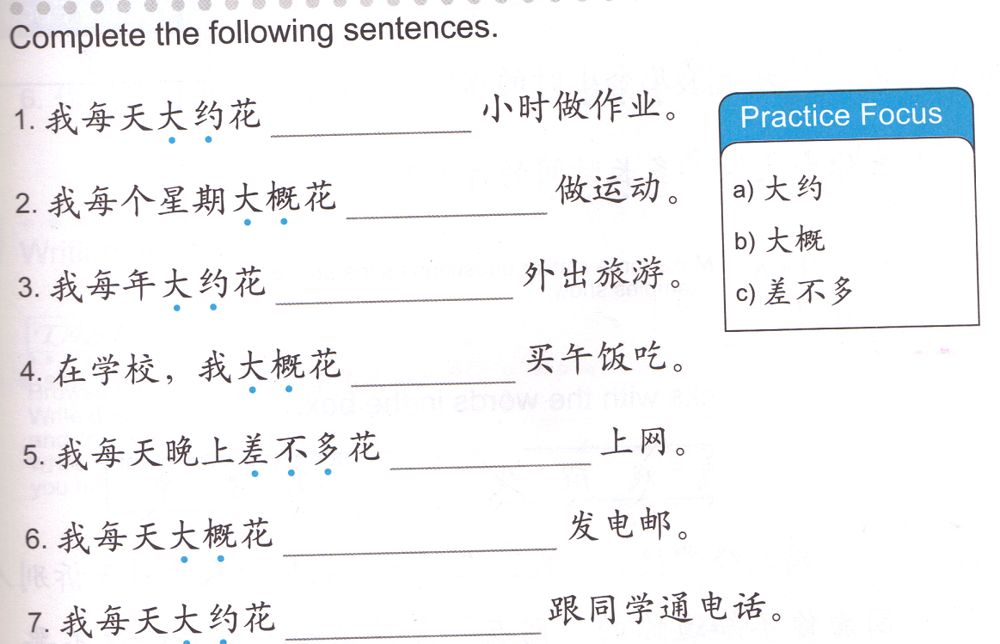 Complete the following sentences.
1. 我每天大约花 ____________ 小时做作业。
2. 我每个星期大概花 ____________ 做运动。
3. 我每年大约花 ____________ 外出旅游。
4. 在学校，我大概花 ____________ 买午饭吃。
5. 我每天晚上差不多花 ____________ 上网。
6. 我每天大概花 ____________ 发电邮。
7. 我每天大约花 ____________ 跟同学通电话。
Practice Focus
a) 大约
b) 大概
c) 差不多